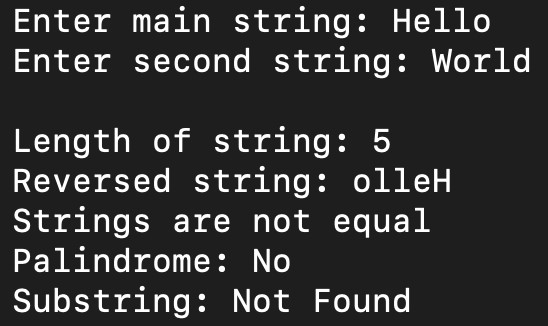 Enter main string: Hello
Enter second string: World
Length of string: 5
Reversed string: olleH
Strings are not equal
Palindrome: No
Substring: Not Found